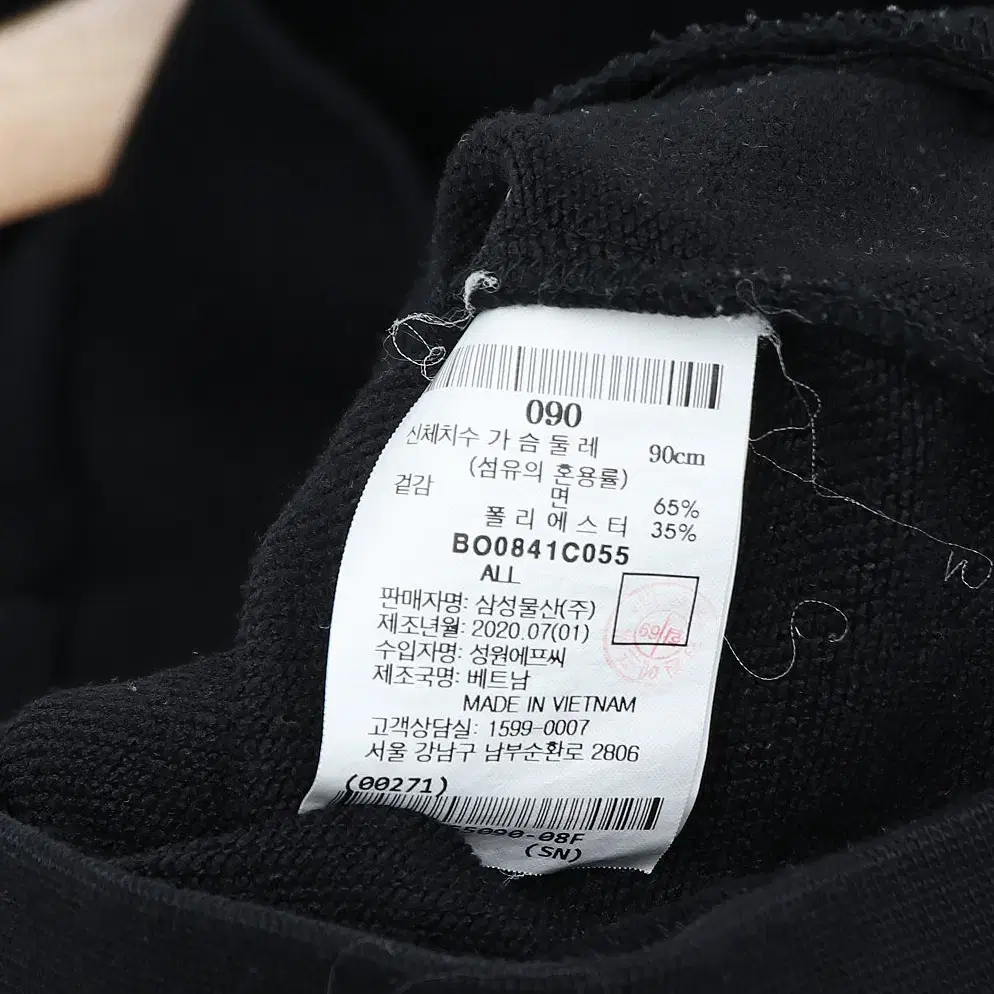 090
신체치수 가슴둘레 90cm
(섬유의 혼용률)
겉감 면 65%
폴리에스터 35%
BO0841C055
ALL
판매자명: 삼성물산(주)
제조년월: 2020.07(01)
수입자명: 성원에프씨
제조국명: 베트남
MADE IN VIETNAM
고객상담실: 1599-0007
서울 강남구 남부순환로 2806
(00271)
5090-08F
(SN)